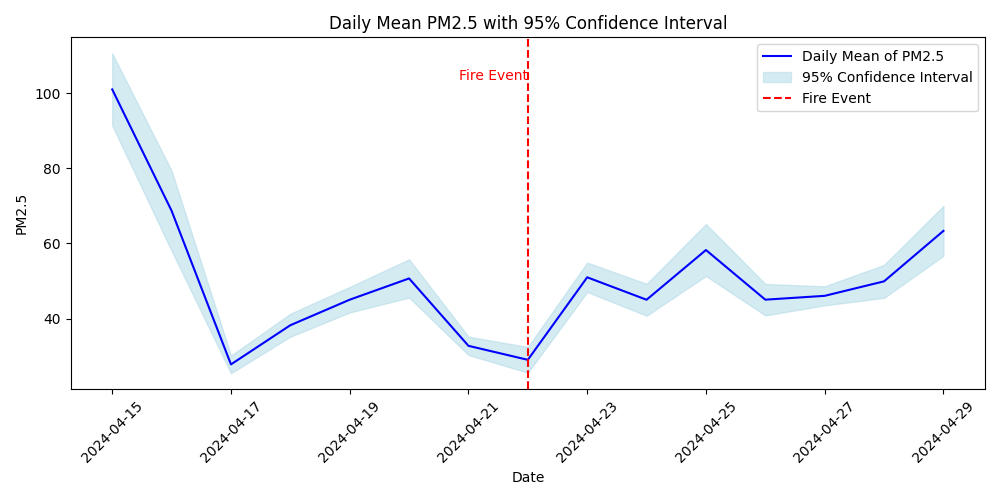 Daily Mean PM2.5 with 95% Confidence Interval
Fire Event
Daily Mean of PM2.5
95% Confidence Interval
Fire Event
PM2.5
100
80
60
40
2024-04-15
2024-04-17
2024-04-19
2024-04-21
2024-04-23
2024-04-25
2024-04-27
2024-04-29
Date